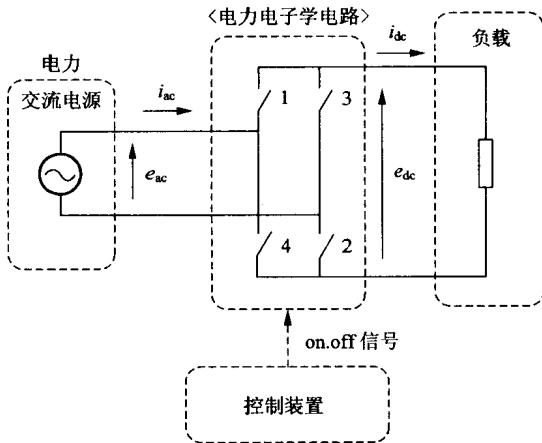 <电力电子学电路>
i_dc
负载
电力
交流电源
i_ac
1
3
e_ac
e_dc
4
2
on.off 信号
控制装置